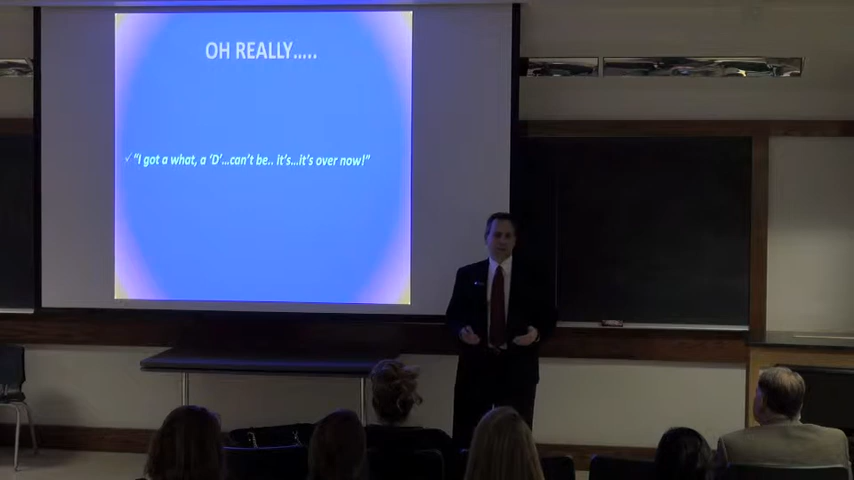 OH REALLY.....
✓ "I got a what, a 'D'...can't be.. it's...it's over now!"